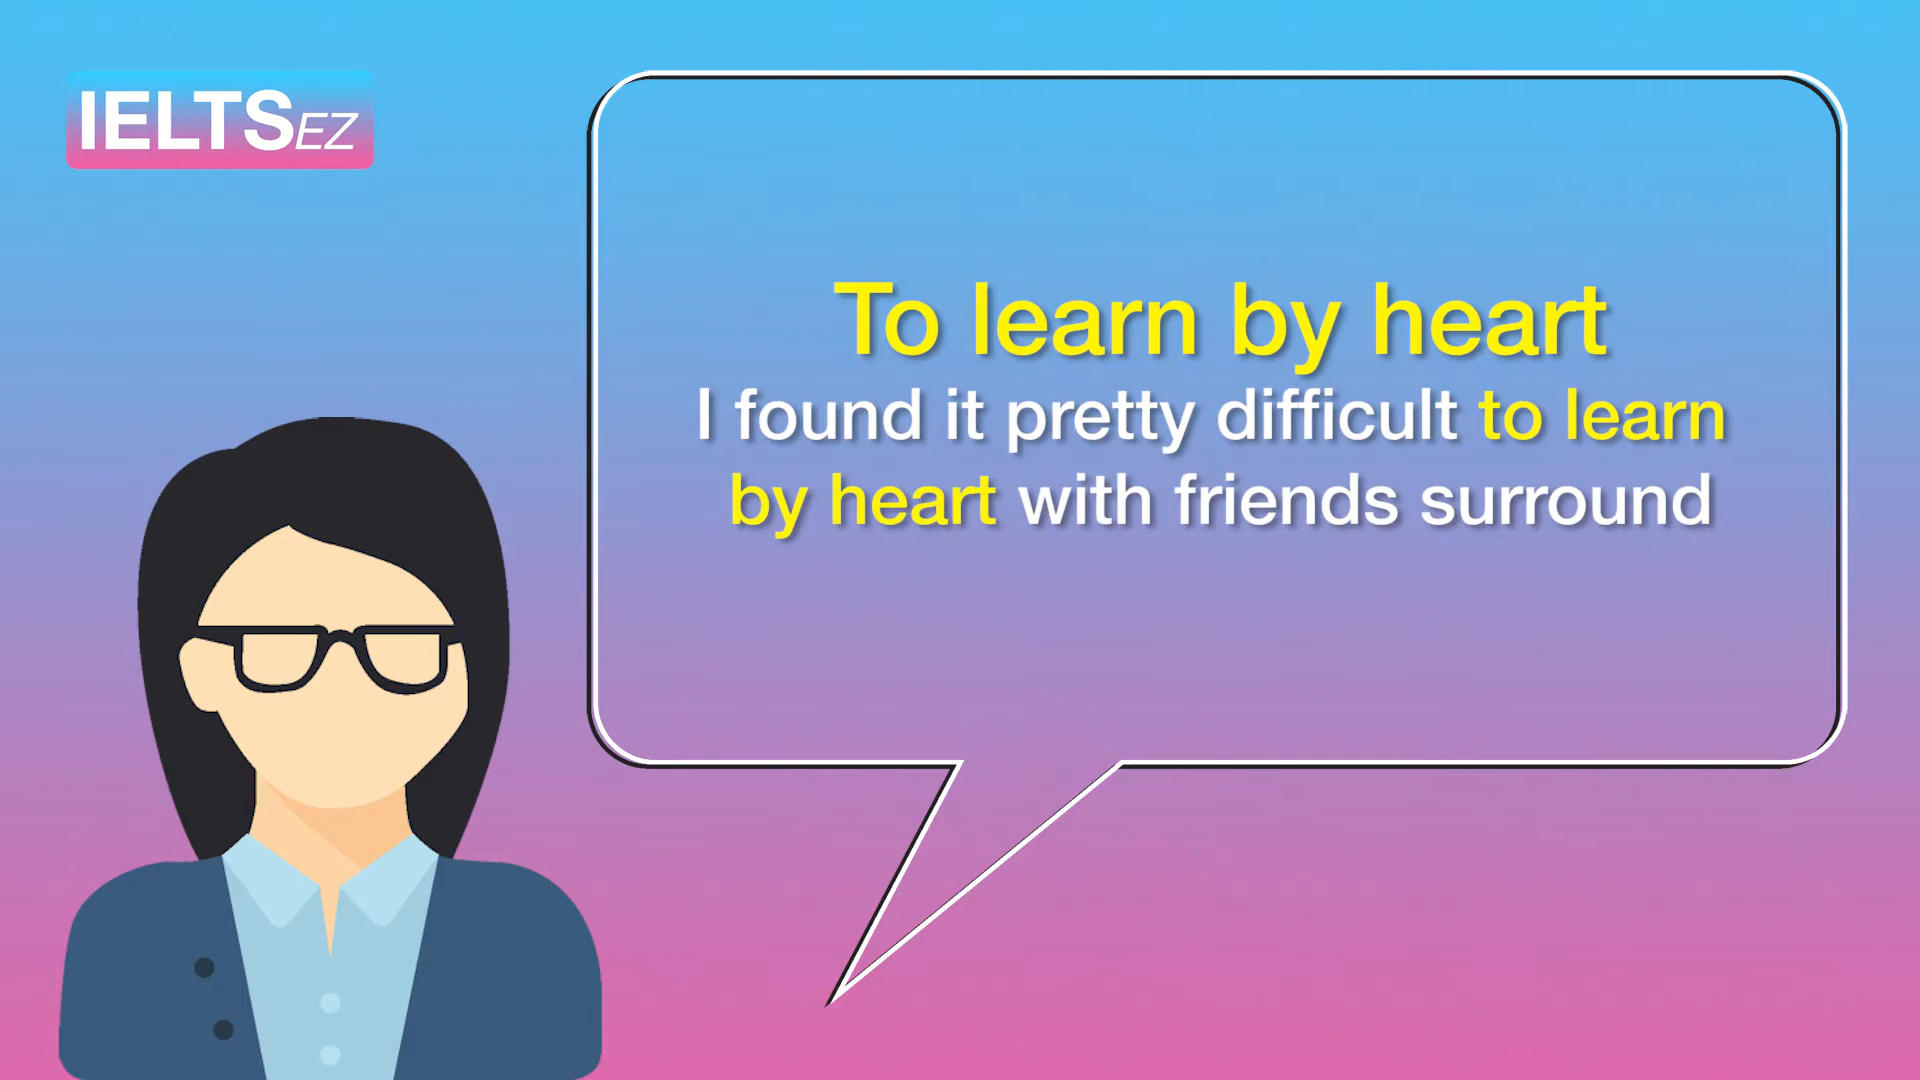 IELTSEZ
To learn by heart
I found it pretty difficult to learn
by heart with friends surround